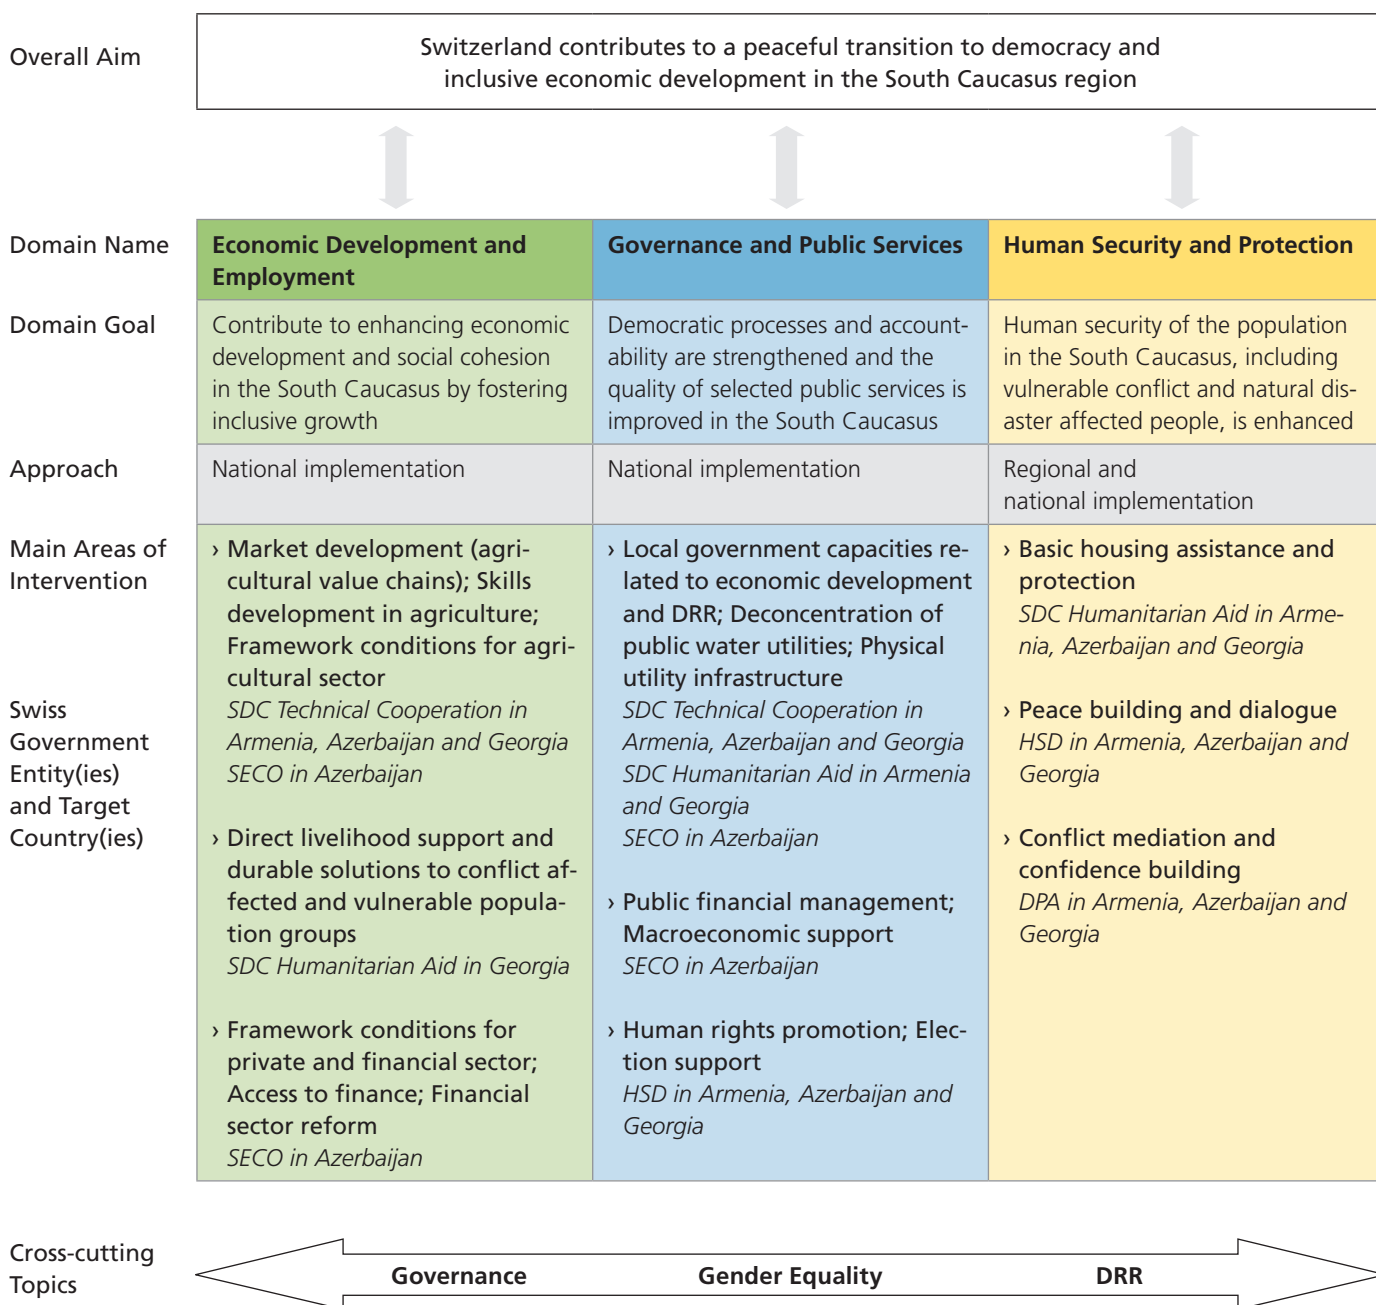 Overall Aim
Switzerland contributes to a peaceful transition to democracy and
inclusive economic development in the South Caucasus region
Domain Name
Economic Development and
Employment
Governance and Public Services
Human Security and Protection
Domain Goal
Contribute to enhancing economic
development and social cohesion
in the South Caucasus by fostering
inclusive growth
Democratic processes and account-
ability are strengthened and the
quality of selected public services is
improved in the South Caucasus
Human security of the population
in the South Caucasus, including
vulnerable conflict and natural dis-
aster affected people, is enhanced
Approach
National implementation
National implementation
Regional and
national implementation
Main Areas of
Intervention
Swiss
Government
Entity(ies)
and Target
Country(ies)
› Market development (agri-
cultural value chains); Skills
development in agriculture;
Framework conditions for agri-
cultural sector
SDC Technical Cooperation in
Armenia, Azerbaijan and Georgia
SECO in Azerbaijan
› Direct livelihood support and
durable solutions to conflict af-
fected and vulnerable popula-
tion groups
SDC Humanitarian Aid in Georgia
› Framework conditions for
private and financial sector;
Access to finance; Financial
sector reform
SECO in Azerbaijan
› Local government capacities re-
lated to economic development
and DRR; Deconcentration of
public water utilities; Physical
utility infrastructure
SDC Technical Cooperation in
Armenia, Azerbaijan and Georgia
SDC Humanitarian Aid in Armenia
and Georgia
SECO in Azerbaijan
› Public financial management;
Macroeconomic support
SECO in Azerbaijan
› Human rights promotion; Elec-
tion support
HSD in Armenia, Azerbaijan and
Georgia
› Basic housing assistance and
protection
SDC Humanitarian Aid in Arme-
nia, Azerbaijan and Georgia
› Peace building and dialogue
HSD in Armenia, Azerbaijan and
Georgia
› Conflict mediation and
confidence building
DPA in Armenia, Azerbaijan and
Georgia
Cross-cutting
Topics
Governance
Gender Equality
DRR